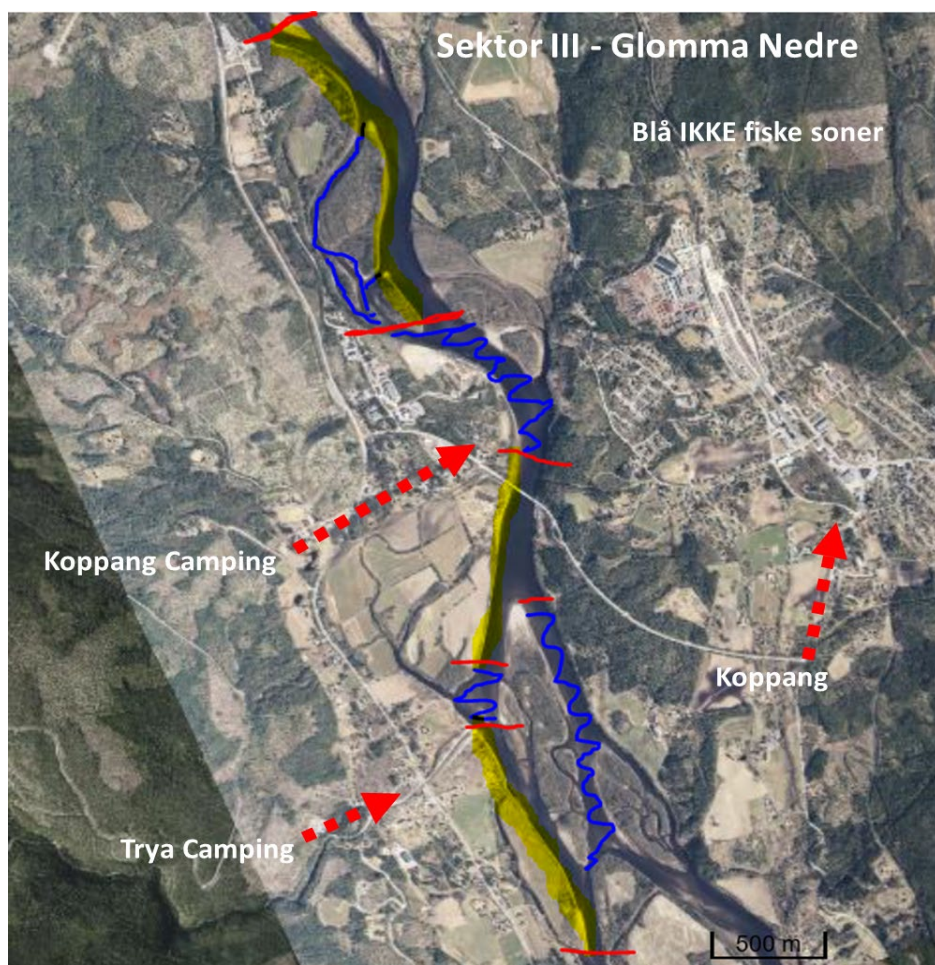 Sektor III - Glomma Nedre
Blå IKKE fiske soner
Koppang Camping
Koppang
Trya Camping
500 m